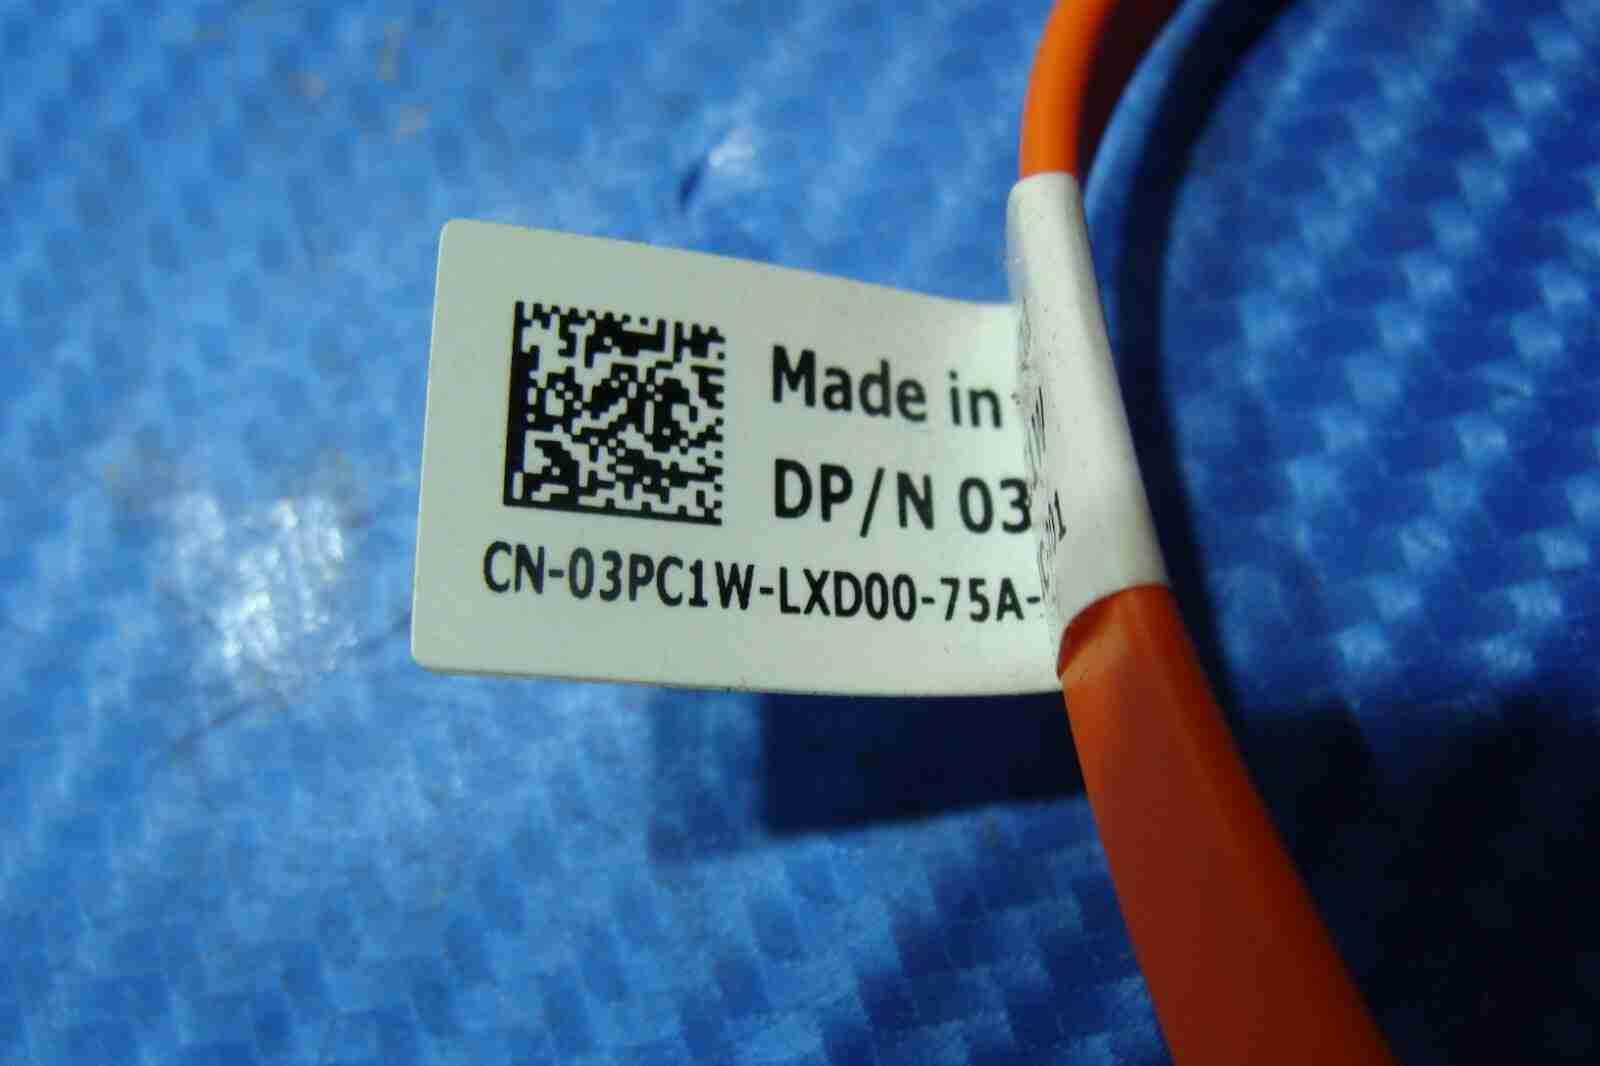 Made in
DP/N 03
CN-03PC1W-LXD00-75A-